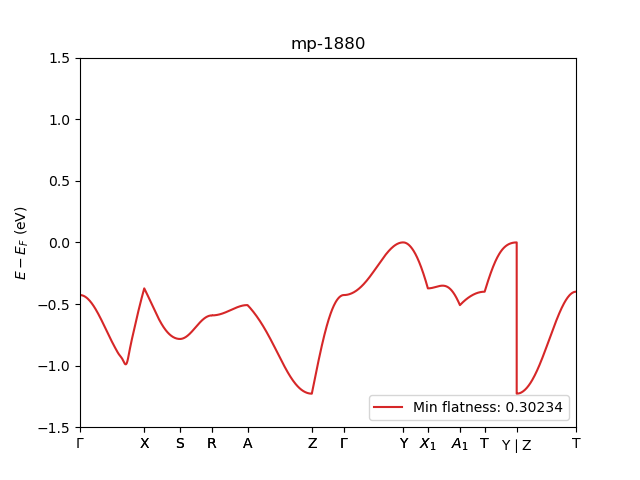 mp-1880
1.5
1.0
0.5
0.0
−0.5
−1.0
−1.5
E − E_F (eV)
Min flatness: 0.30234
Γ X S R A Z Γ Y X₁ A₁ T Y | Z T